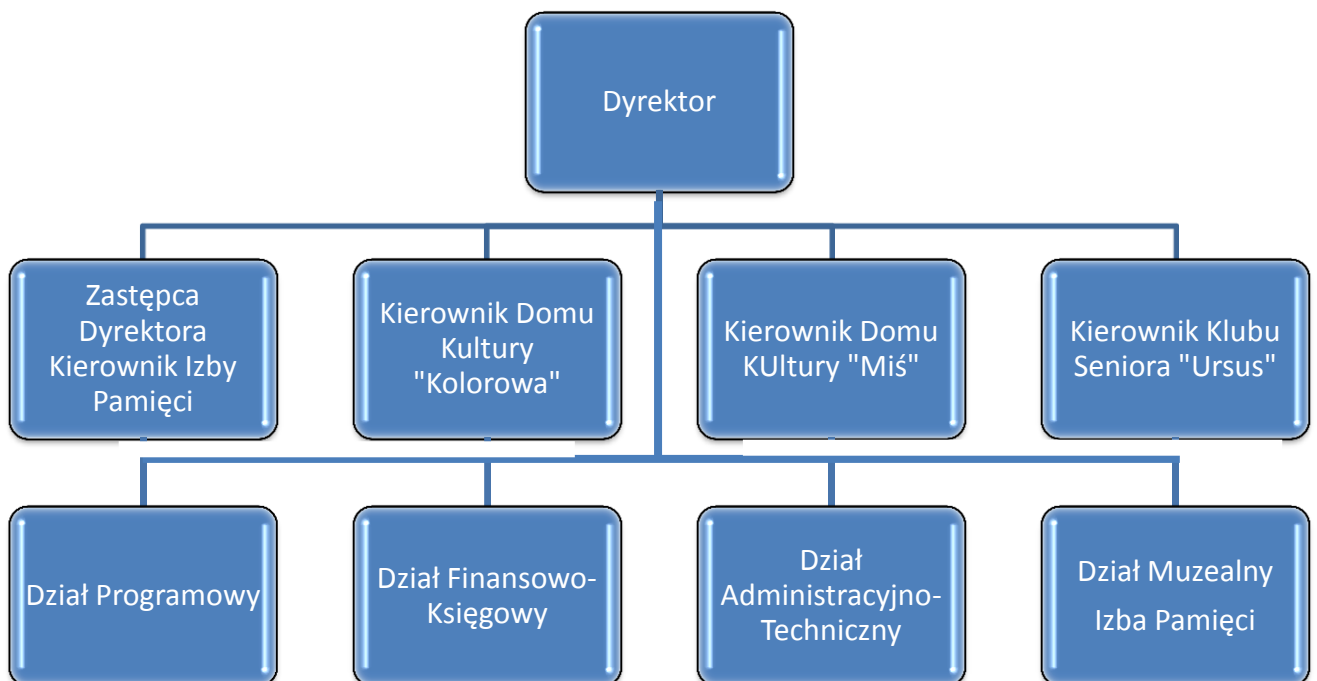 Dyrektor
Zastępca
Dyrektora
Kierownik Izby
Pamięci
Kierownik Domu
Kultury
"Kolorowa"
Kierownik Domu
KUltury "Miś"
Kierownik Klubu
Seniora "Ursus"
Dział Programowy
Dział Finansowo-
Księgowy
Dział
Administracyjno-
Techniczny
Dział Muzealny
Izba Pamięci